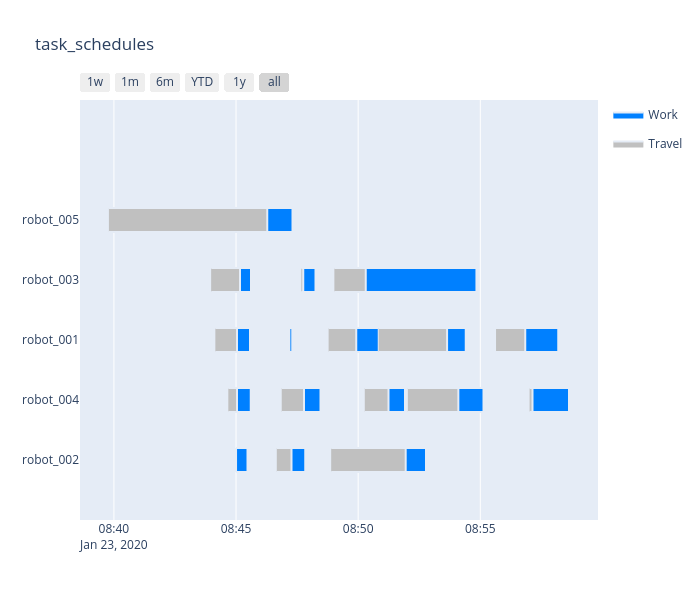 task_schedules
1w 1m 6m YTD 1y all
Work
Travel
robot_005
robot_003
robot_001
robot_004
robot_002
08:40 08:45 08:50 08:55
Jan 23, 2020